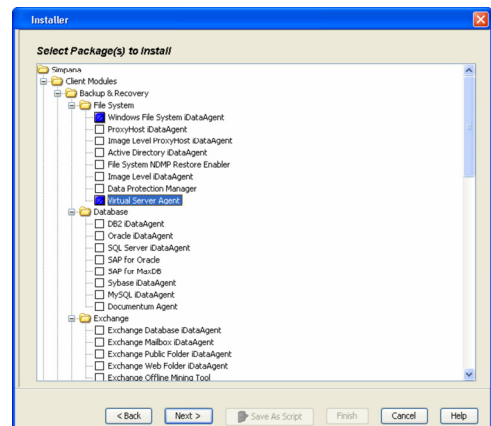 Installer
Select Package(s) to Install
Simpana
Client Modules
Backup & Recovery
File System
Windows File System iDataAgent
ProxyHost iDataAgent
Image Level ProxyHost iDataAgent
Active Directory iDataAgent
File System NDMP Restore Enabler
Image Level iDataAgent
Data Protection Manager
Virtual Server Agent
Database
DB2 iDataAgent
Oracle iDataAgent
SQL Server iDataAgent
SAP for Oracle
SAP for MaxDB
Sybase iDataAgent
MySQL iDataAgent
Documentum Agent
Exchange
Exchange Database iDataAgent
Exchange Mailbox iDataAgent
Exchange Public Folder iDataAgent
Exchange Web Folder iDataAgent
Exchange Offline Mining Tool
< Back Next > Save As Script Finish Cancel Help